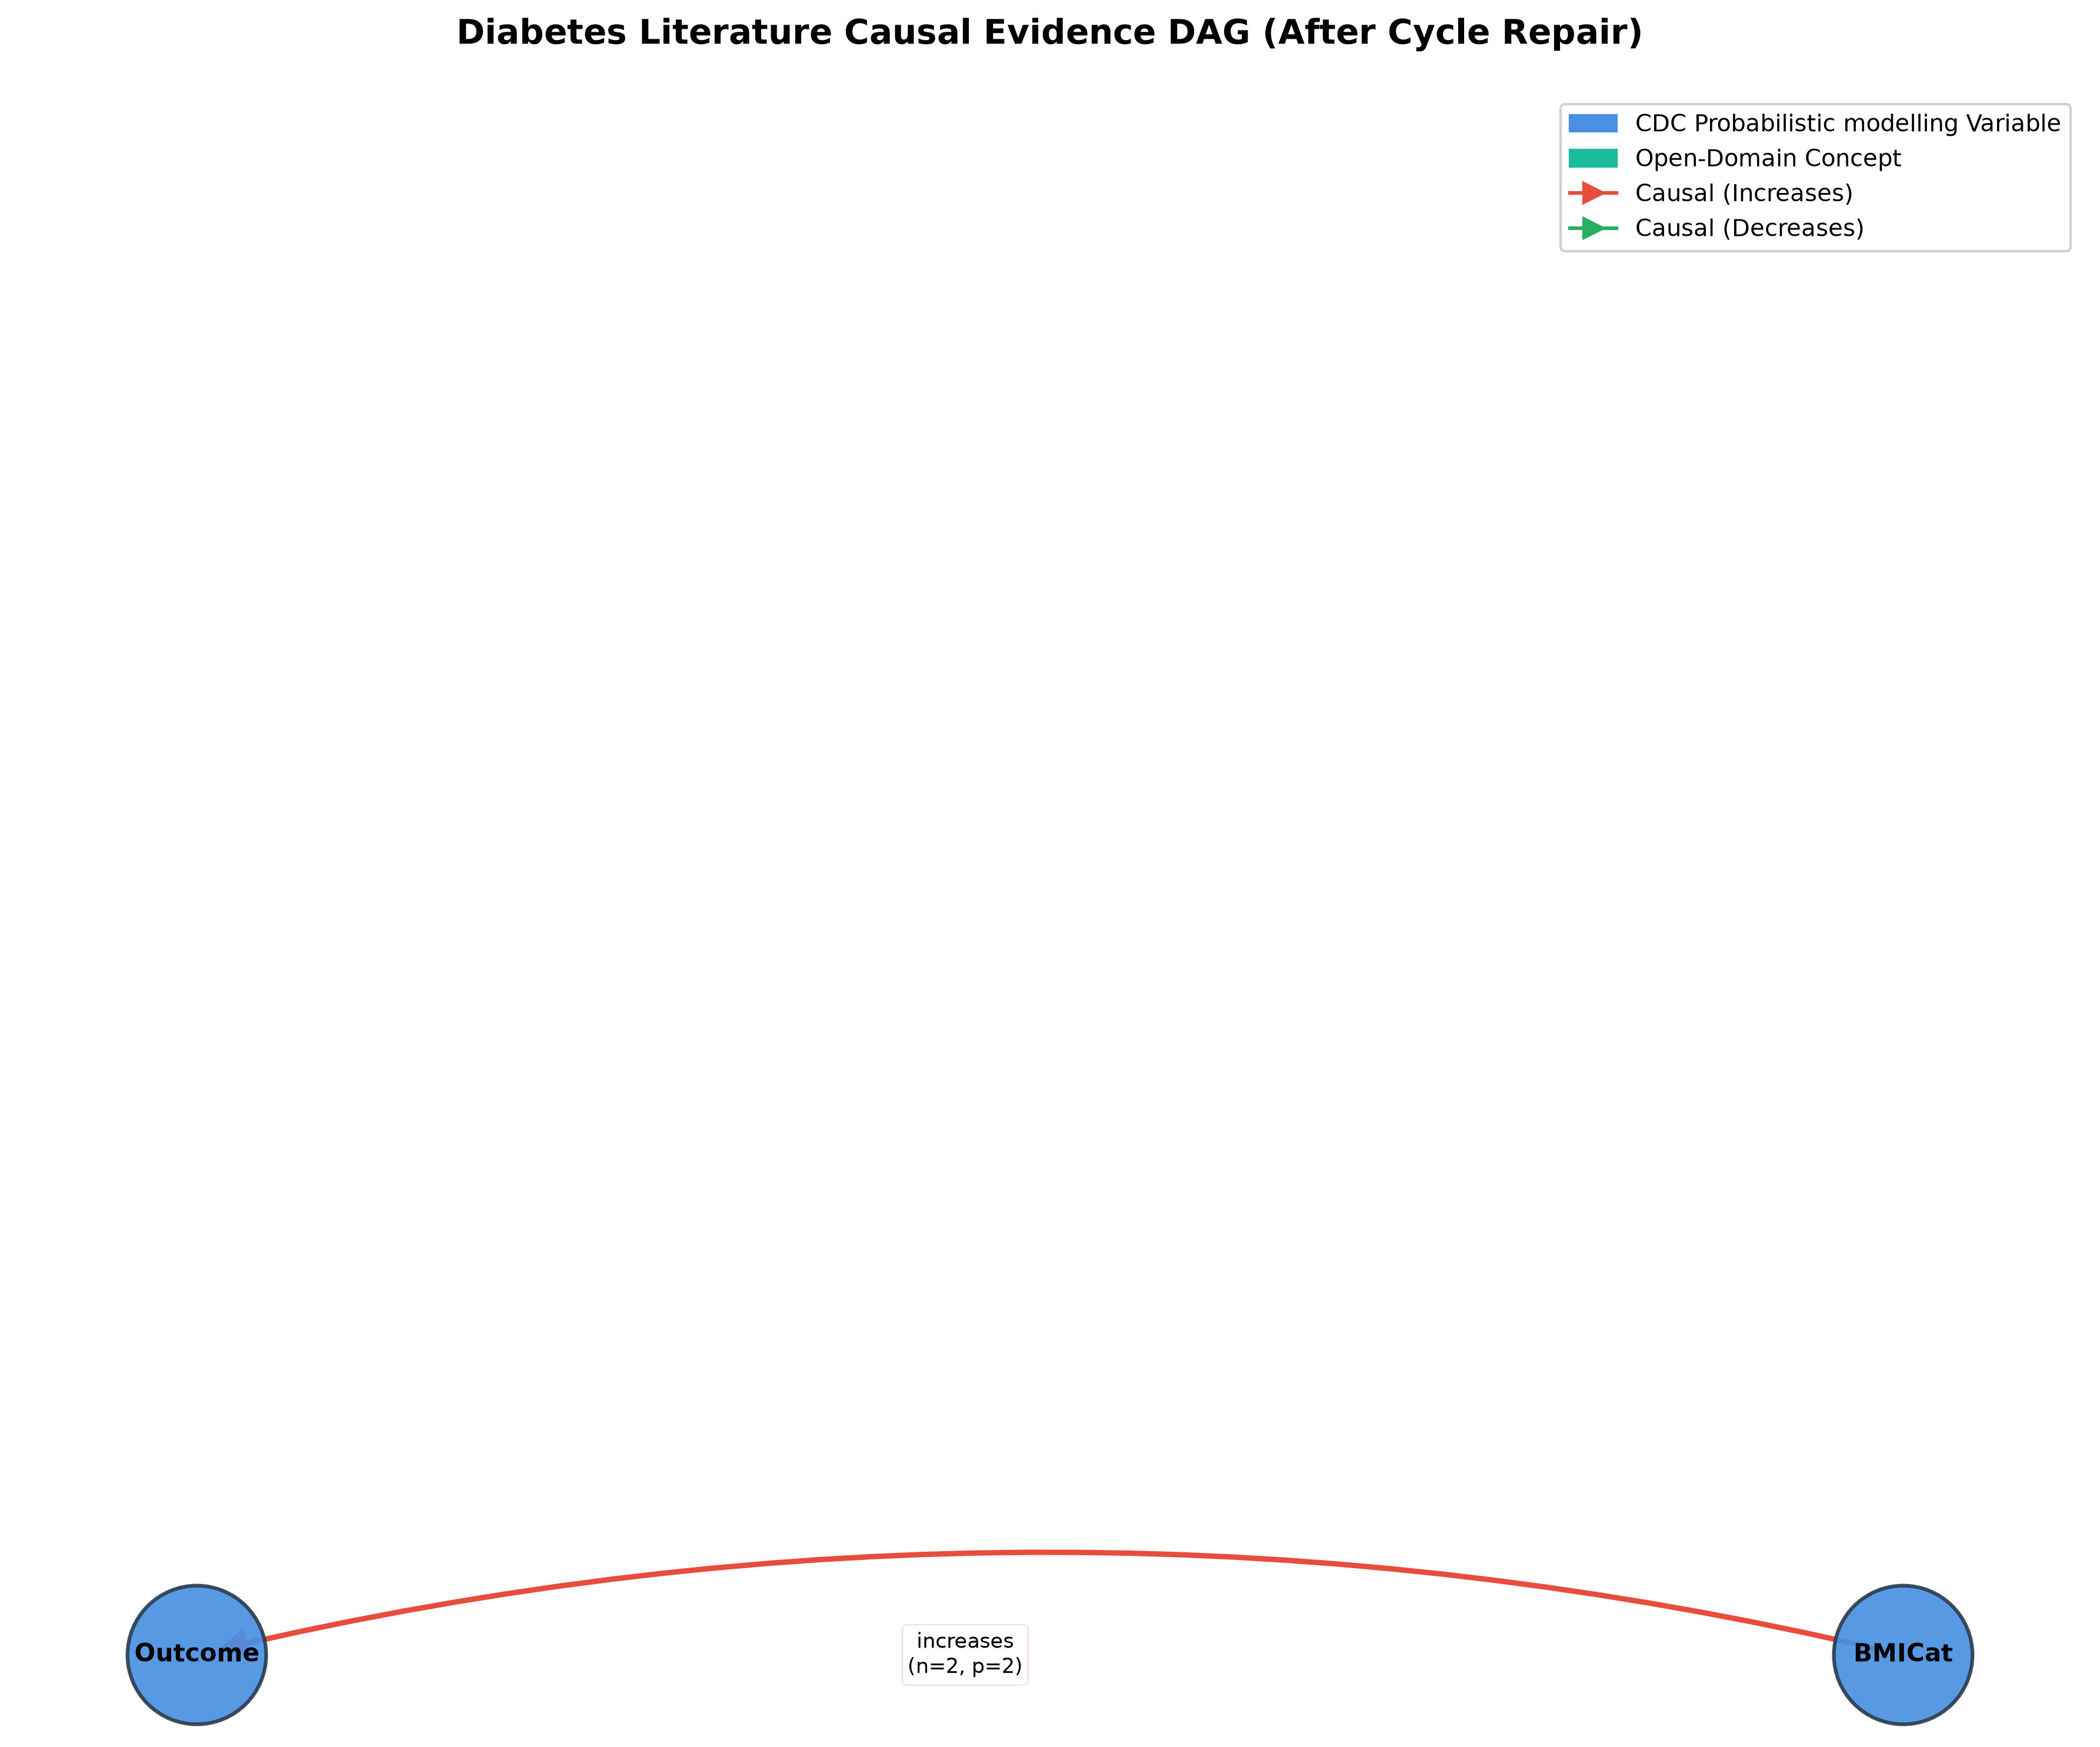 Diabetes Literature Causal Evidence DAG (After Cycle Repair)
CDC Probabilistic modelling Variable
Open-Domain Concept
Causal (Increases)
Causal (Decreases)
increases
(n=2, p=2)
Outcome
BMICat